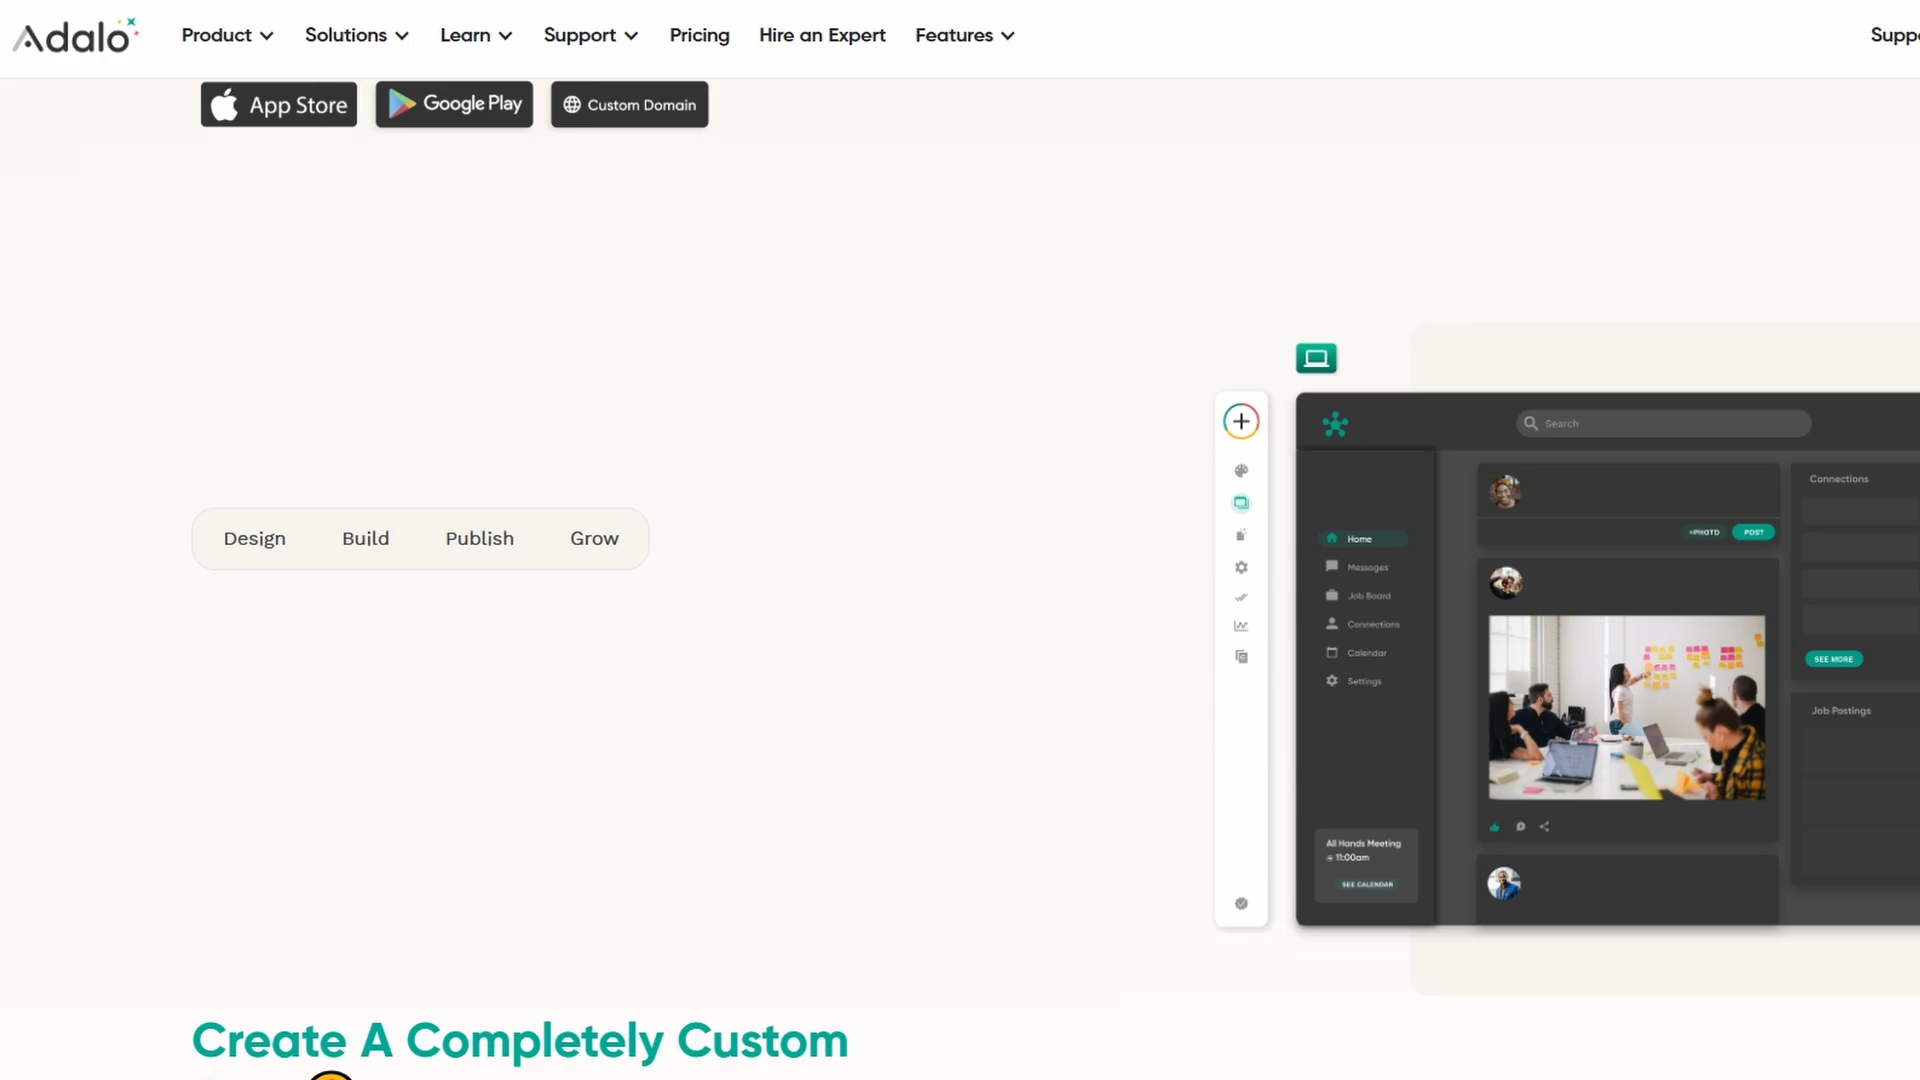 Adalo
Product
Solutions
Learn
Support
Pricing
Hire an Expert
Features
Suppo
App Store
Google Play
Custom Domain
Search
Connections
+PHOTO
POST
Design
Build
Publish
Grow
Home
Messages
Job Board
Connections
Calendar
Settings
SEE MORE
Job Postings
All Hands Meeting
@ 11:00am
SEE CALENDAR
Create A Completely Custom